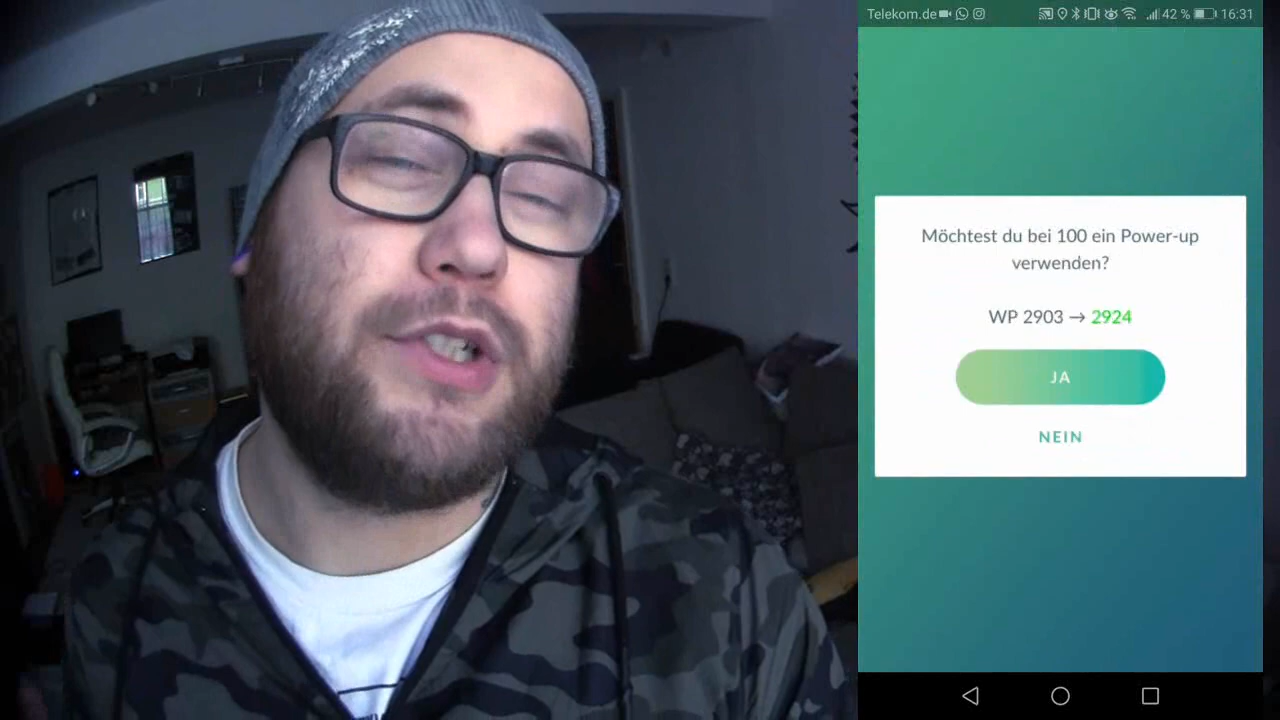 Telekom.de 42 % 16:31
Möchtest du bei 100 ein Power-up
verwenden?
WP 2903 → 2924
JA
NEIN